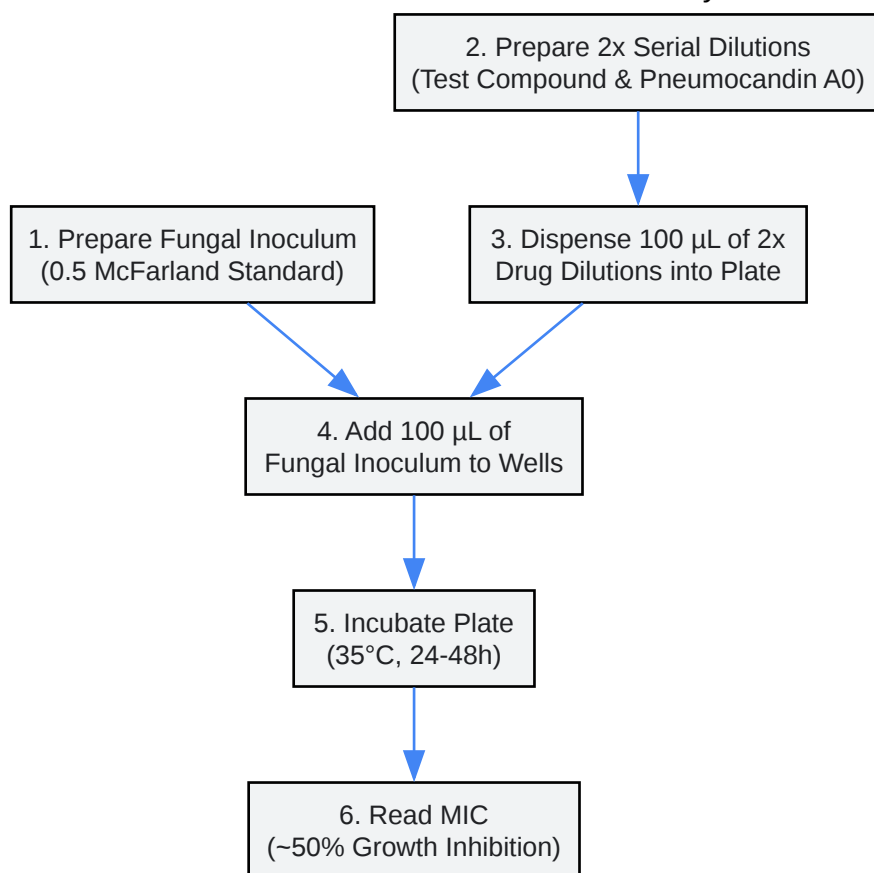 2. Prepare 2x Serial Dilutions
(Test Compound & Pneumocandin A0)
1. Prepare Fungal Inoculum
(0.5 McFarland Standard)
3. Dispense 100 µL of 2x
Drug Dilutions into Plate
4. Add 100 µL of
Fungal Inoculum to Wells
5. Incubate Plate
(35°C, 24-48h)
6. Read MIC
(~50% Growth Inhibition)